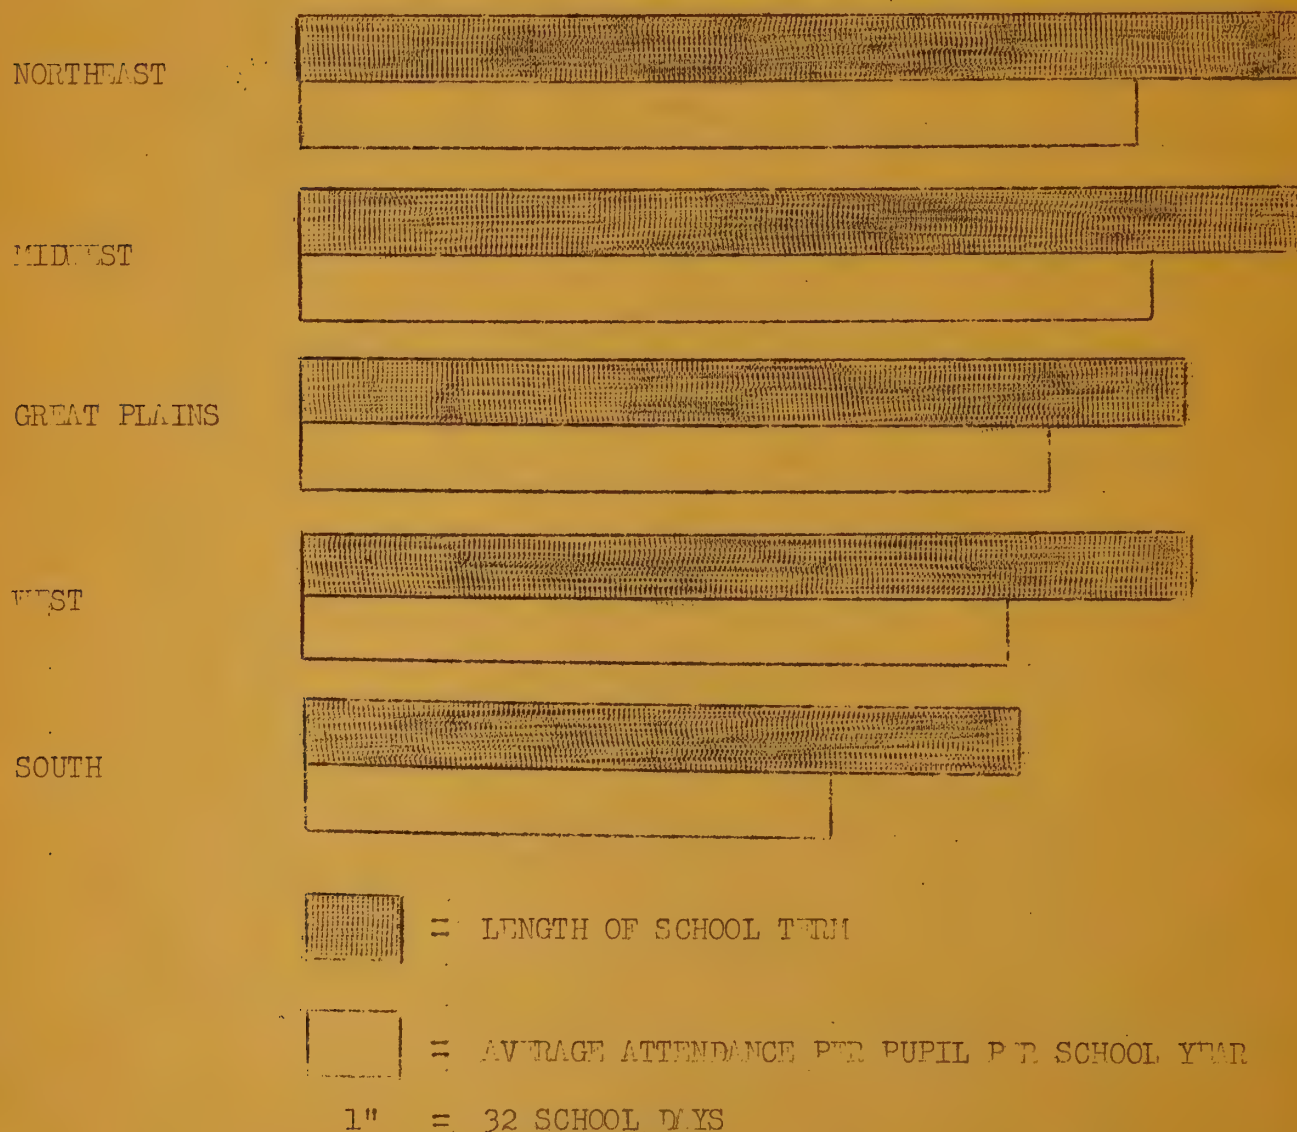 NORTHEAST
MIDWEST
GREAT PLAINS
WEST
SOUTH
= LENGTH OF SCHOOL TERM
= AVERAGE ATTENDANCE PER PUPIL PER SCHOOL YEAR
1" = 32 SCHOOL DAYS